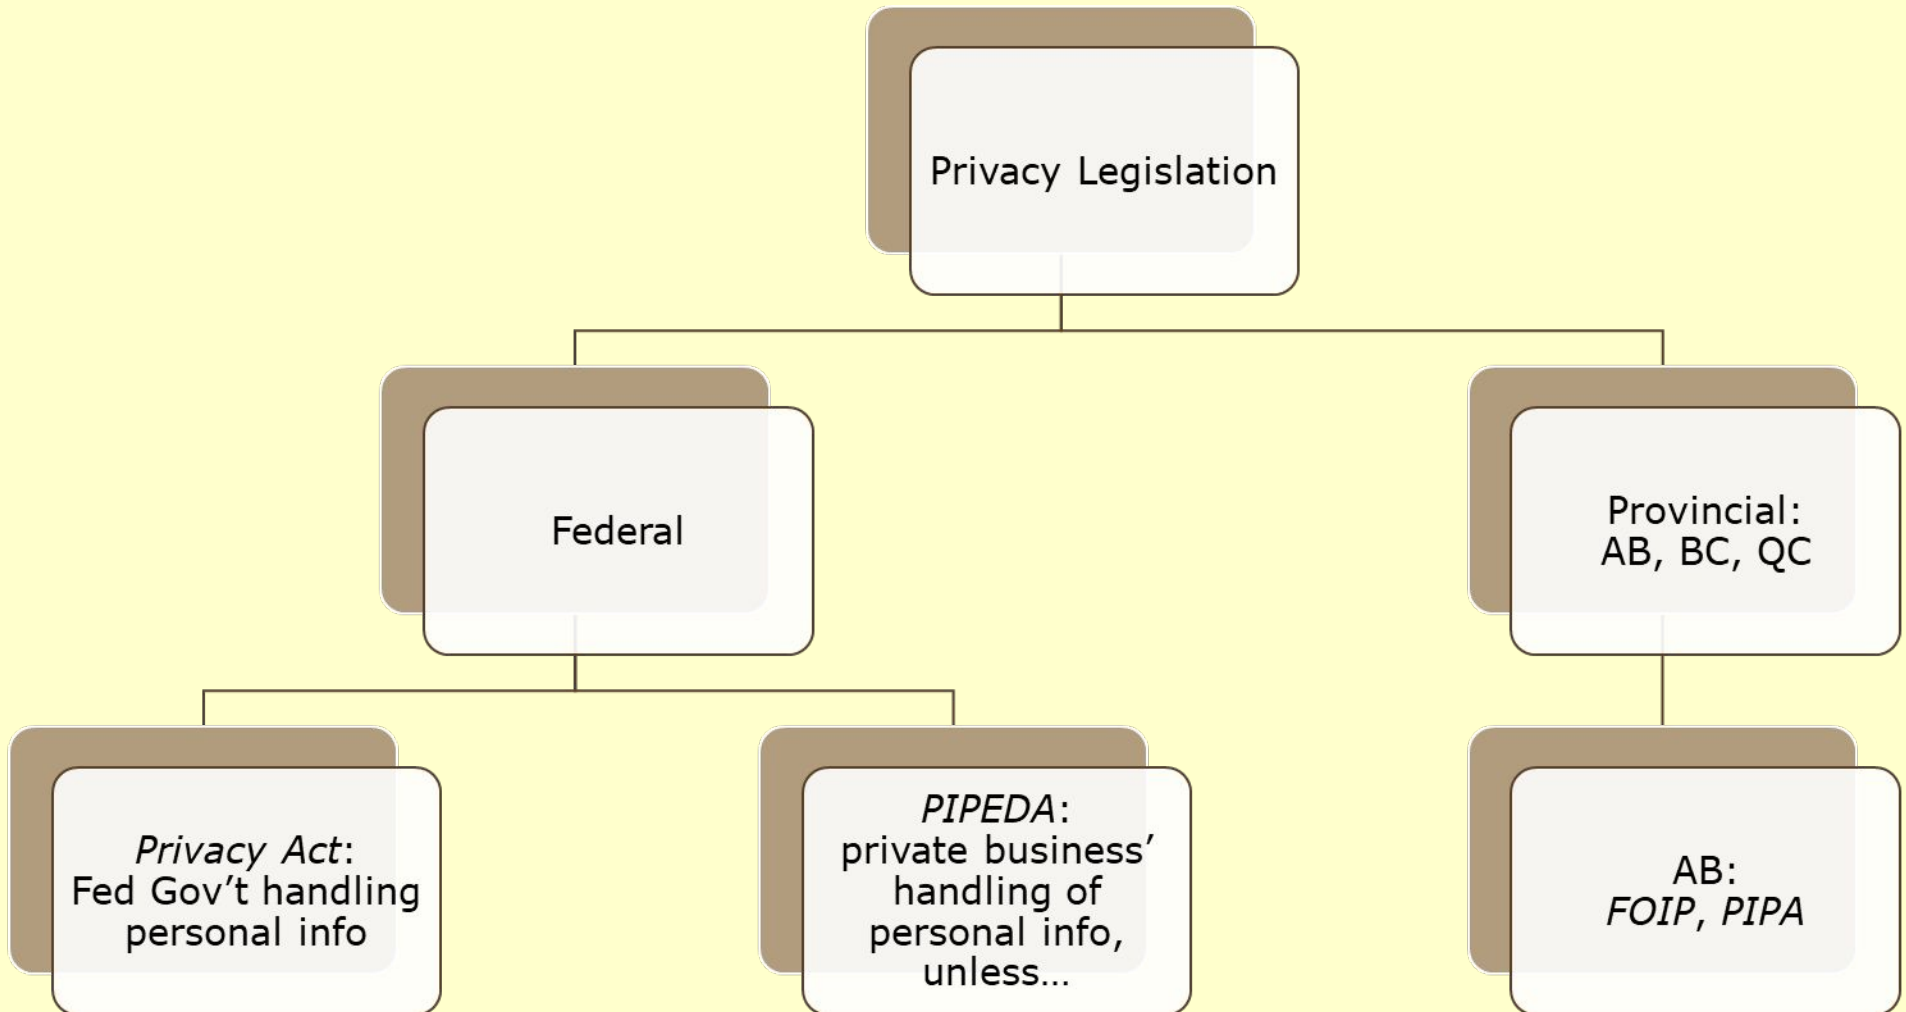 Privacy Legislation
Federal
Provincial:
AB, BC, QC
Privacy Act:
Fed Gov’t handling
personal info
PIPEDA:
private business’
handling of
personal info,
unless…
AB:
FOIP, PIPA